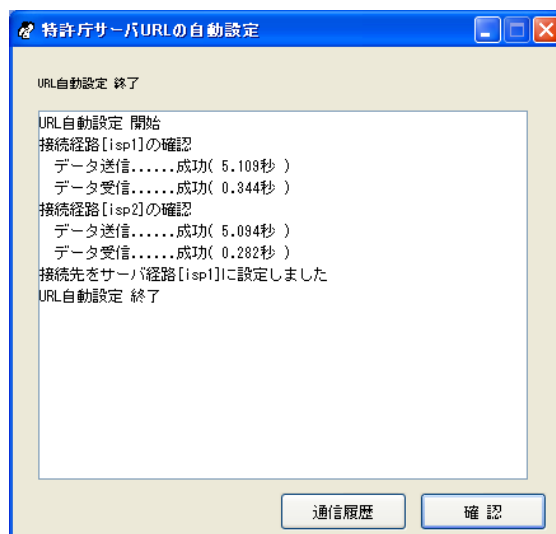 特許庁サーバURLの自動設定
URL自動設定 終了
URL自動設定 開始
接続経路[isp1]の確認
データ送信......成功( 5.109秒 )
データ受信......成功( 0.344秒 )
接続経路[isp2]の確認
データ送信......成功( 5.094秒 )
データ受信......成功( 0.282秒 )
接続先をサーバ経路[isp1]に設定しました
URL自動設定 終了
通信履歴
確 認